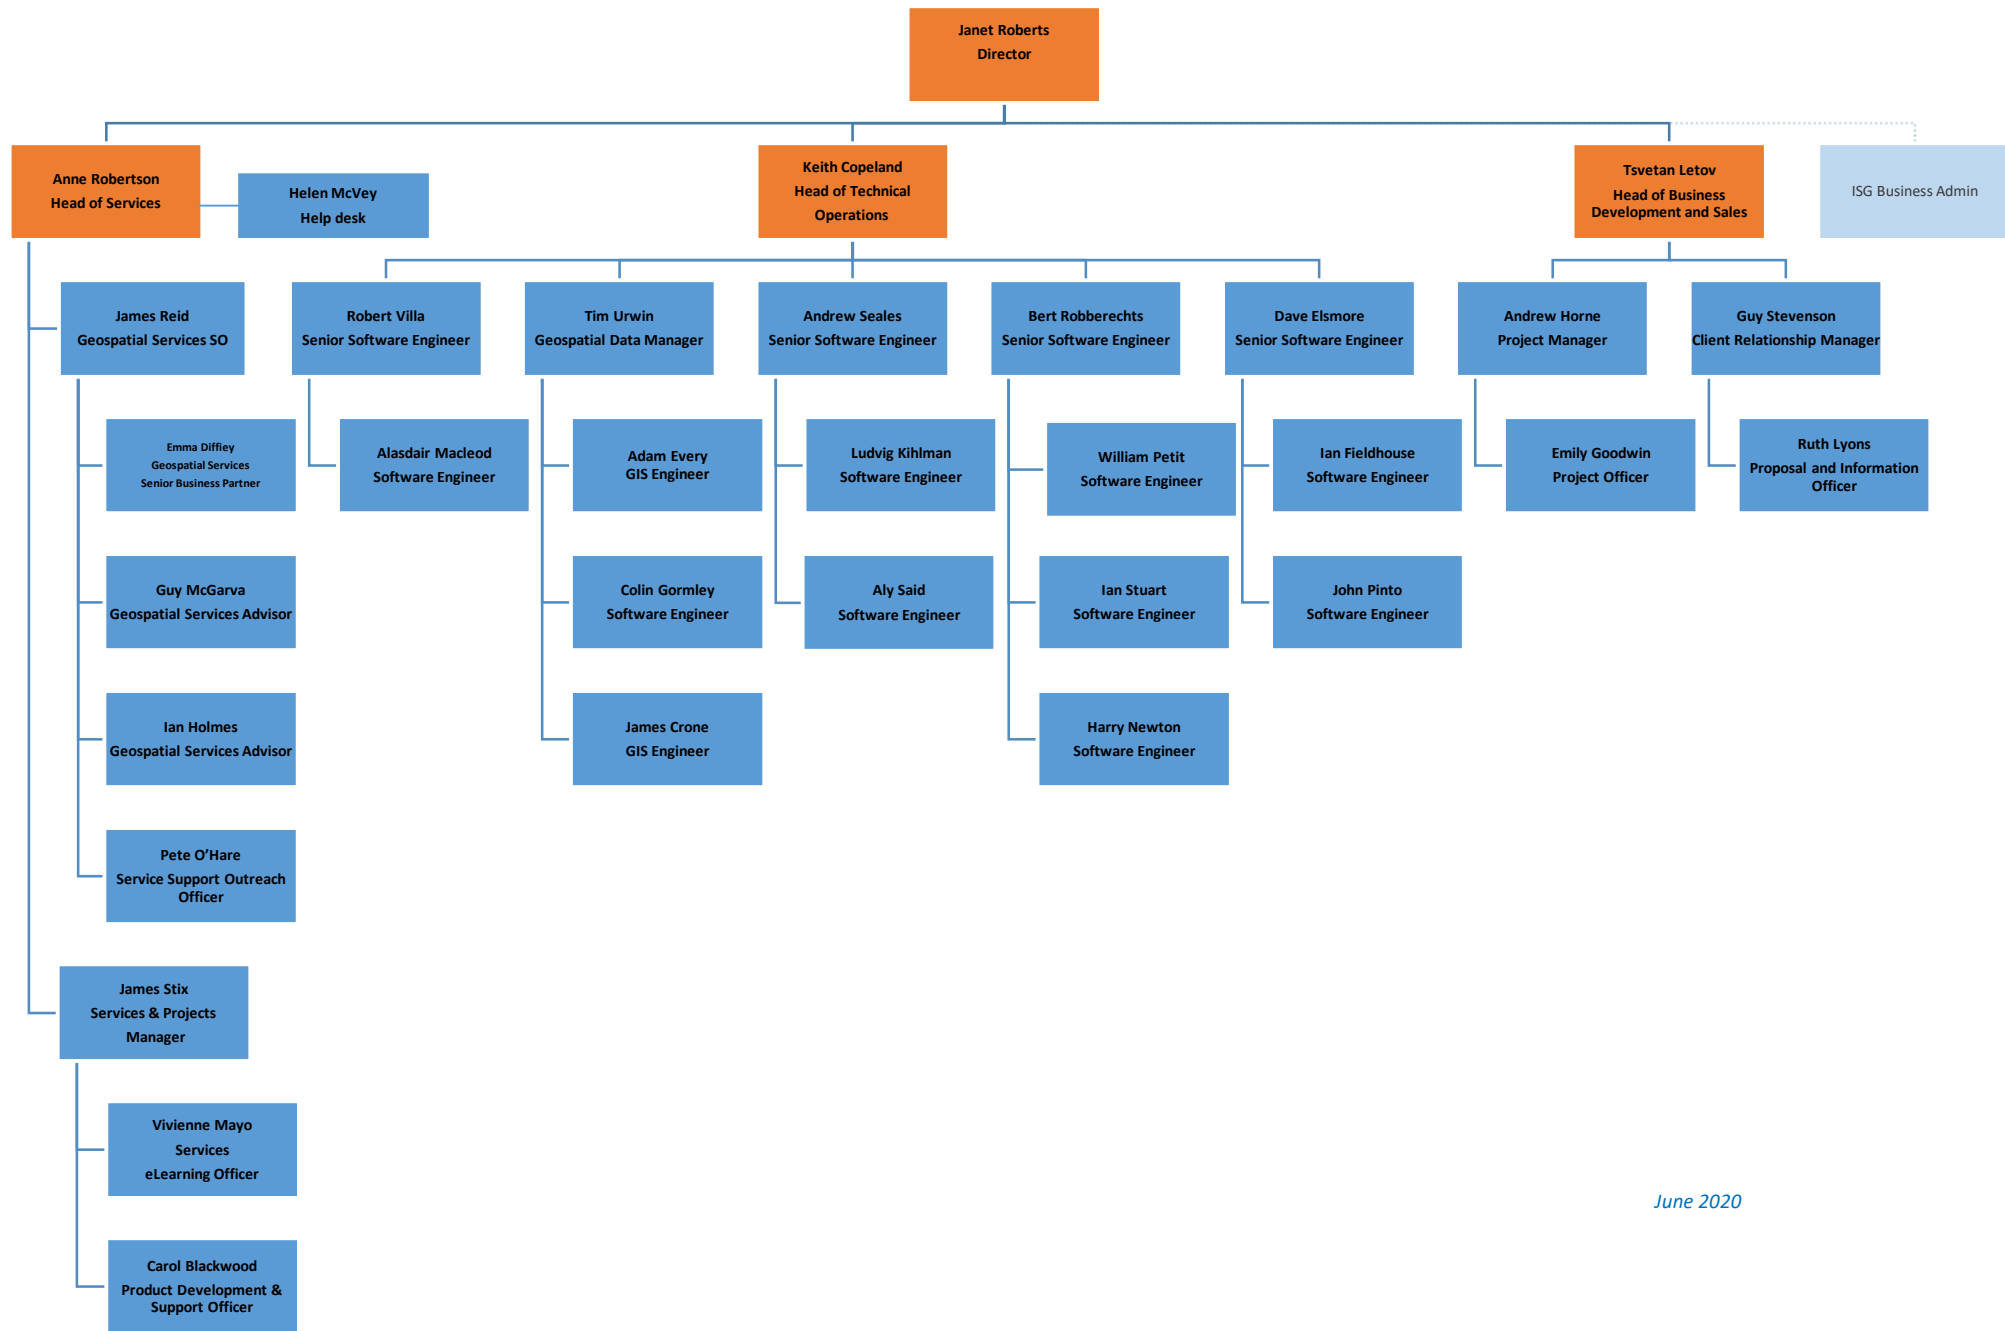 Janet Roberts
Director
Anne Robertson
Head of Services
Helen McVey
Help desk
Keith Copeland
Head of Technical
Operations
Tsvetan Letov
Head of Business
Development and Sales
ISG Business Admin
James Reid
Geospatial Services SO
Robert Villa
Senior Software Engineer
Tim Urwin
Geospatial Data Manager
Andrew Seales
Senior Software Engineer
Bert Robberechts
Senior Software Engineer
Dave Elsmore
Senior Software Engineer
Andrew Horne
Project Manager
Guy Stevenson
Client Relationship Manager
Emma Diffiey
Geospatial Services
Senior Business Partner
Alasdair Macleod
Software Engineer
Adam Every
GIS Engineer
Ludvig Kihlman
Software Engineer
William Petit
Software Engineer
Ian Fieldhouse
Software Engineer
Emily Goodwin
Project Officer
Ruth Lyons
Proposal and Information
Officer
Guy McGarva
Geospatial Services Advisor
Colin Gormley
Software Engineer
Aly Said
Software Engineer
Ian Stuart
Software Engineer
John Pinto
Software Engineer
Ian Holmes
Geospatial Services Advisor
James Crone
GIS Engineer
Harry Newton
Software Engineer
Pete O’Hare
Service Support Outreach
Officer
James Stix
Services & Projects
Manager
Vivienne Mayo
Services
eLearning Officer
Carol Blackwood
Product Development &
Support Officer
June 2020